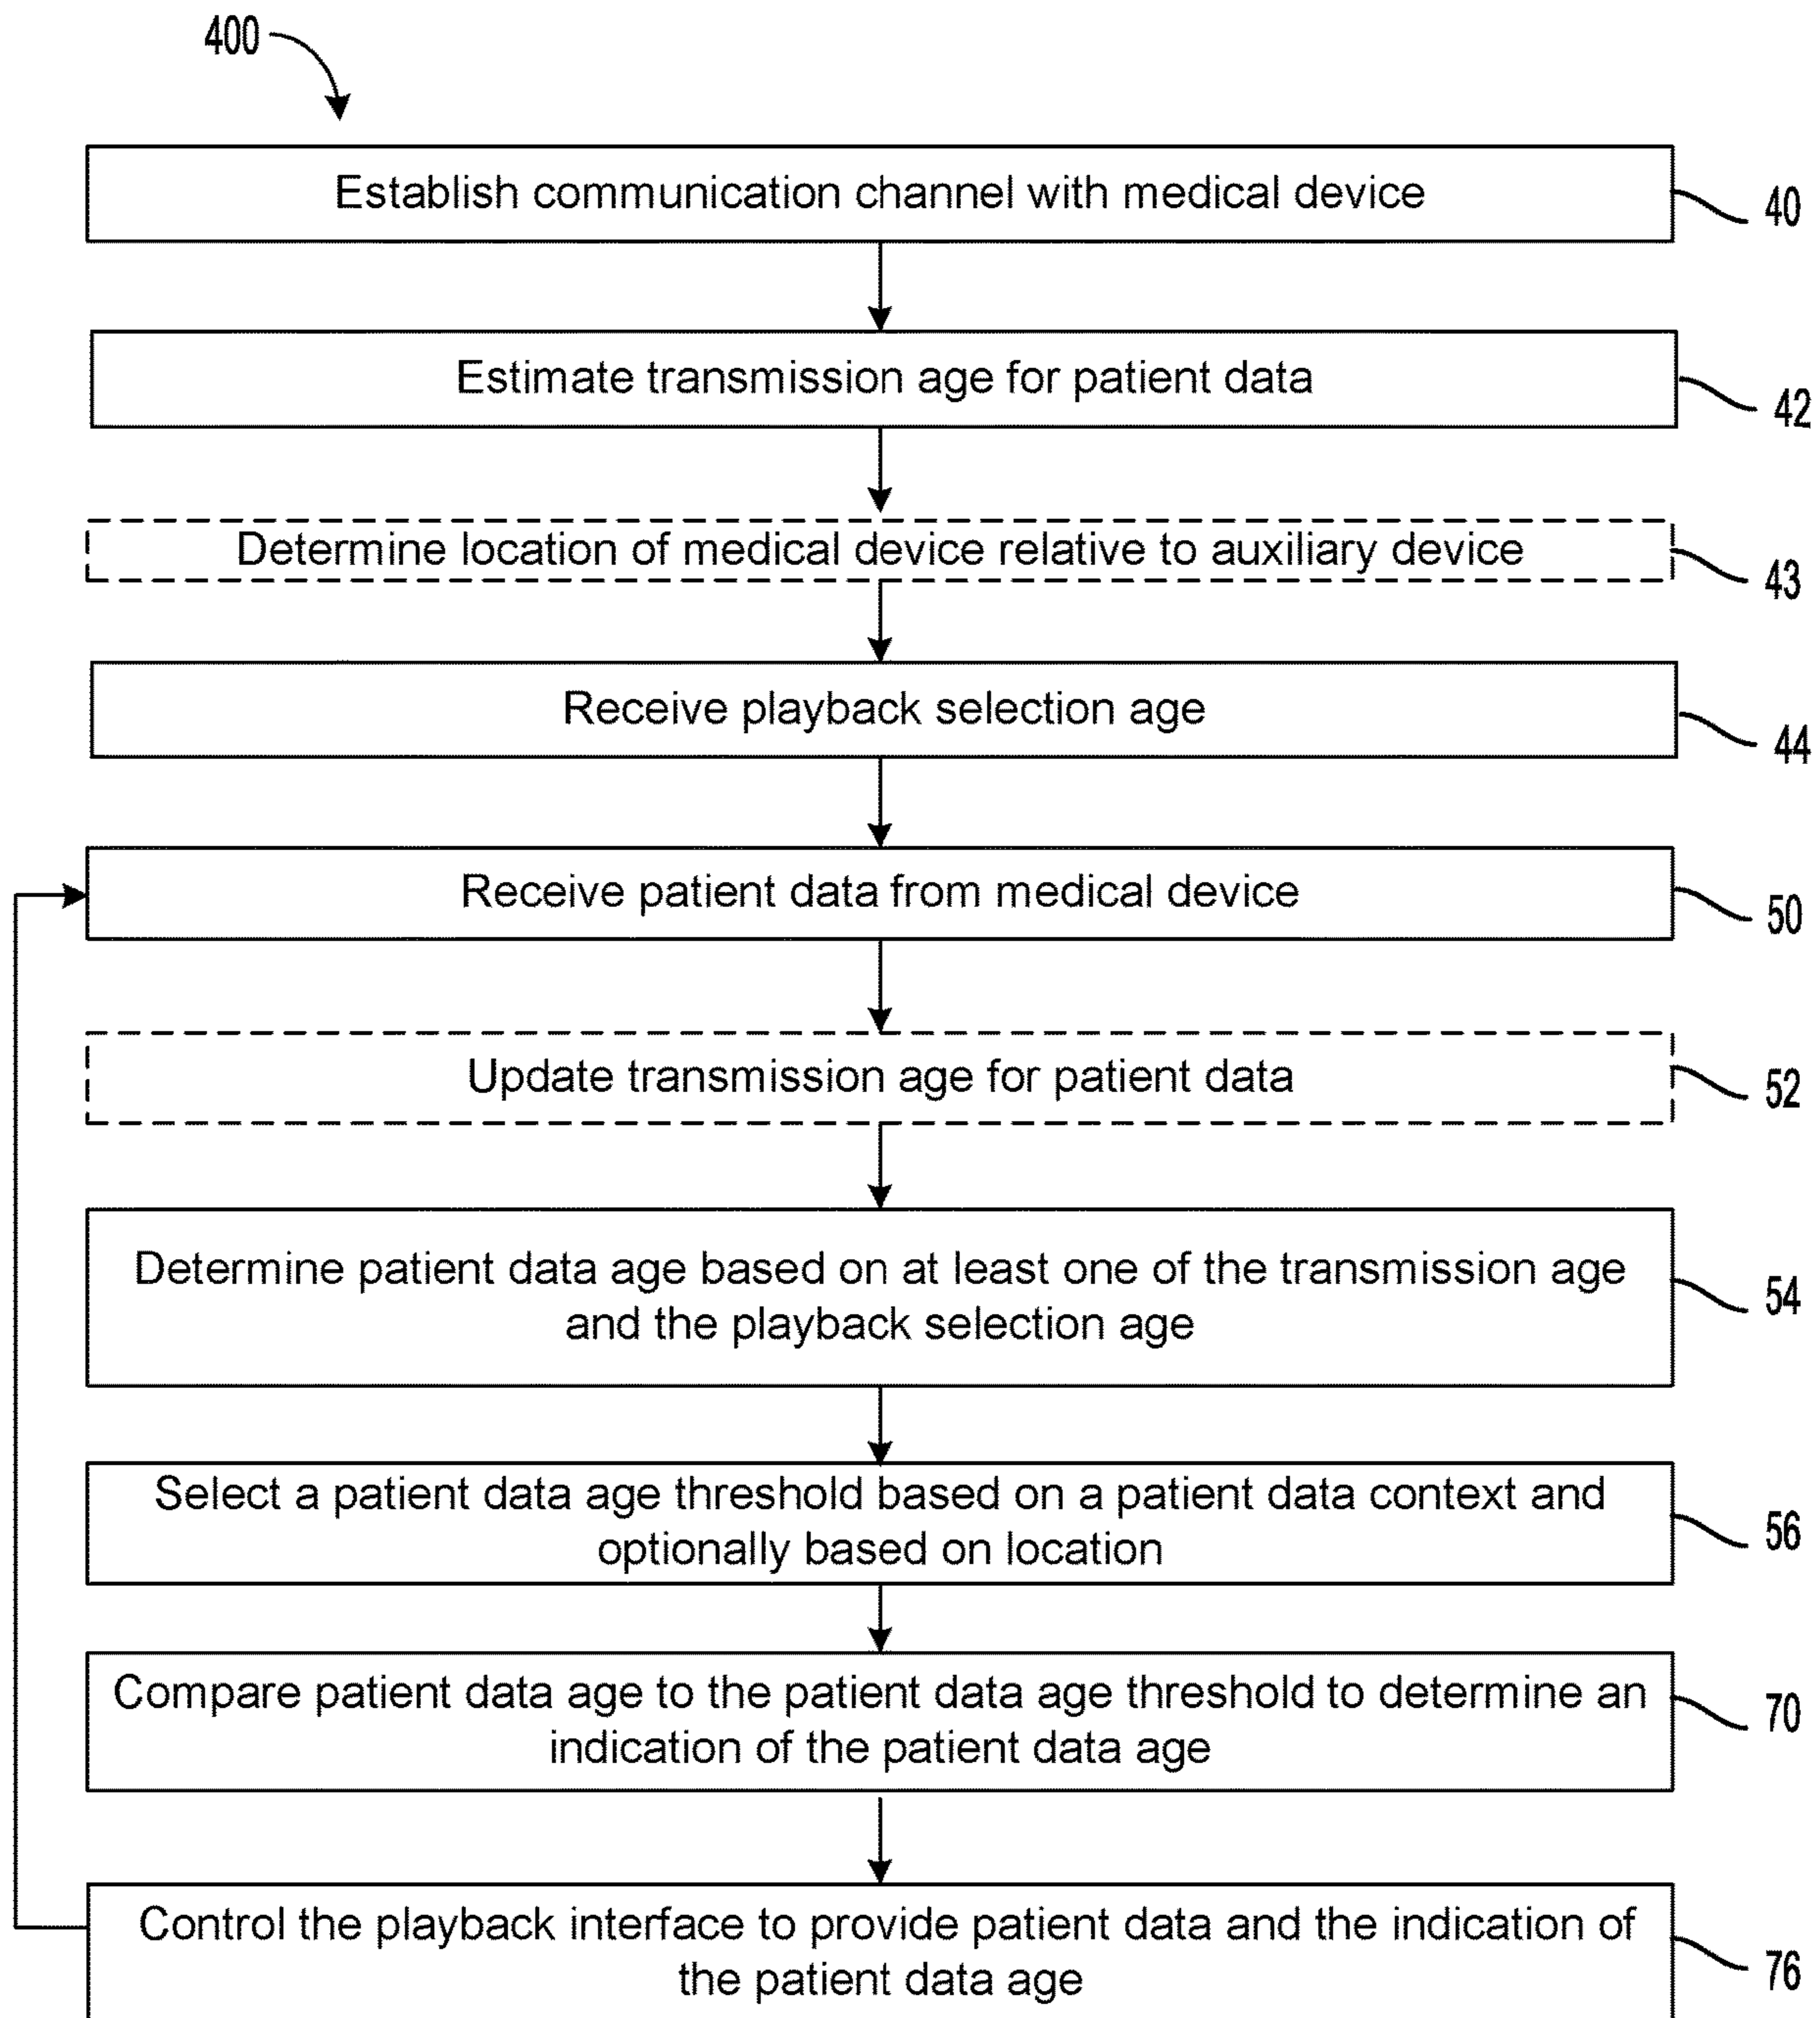 400
Establish communication channel with medical device
40
Estimate transmission age for patient data
42
Determine location of medical device relative to auxiliary device
43
Receive playback selection age
44
Receive patient data from medical device
50
Update transmission age for patient data
52
Determine patient data age based on at least one of the transmission age
and the playback selection age
54
Select a patient data age threshold based on a patient data context and
optionally based on location
56
Compare patient data age to the patient data age threshold to determine an
indication of the patient data age
70
Control the playback interface to provide patient data and the indication of
the patient data age
76